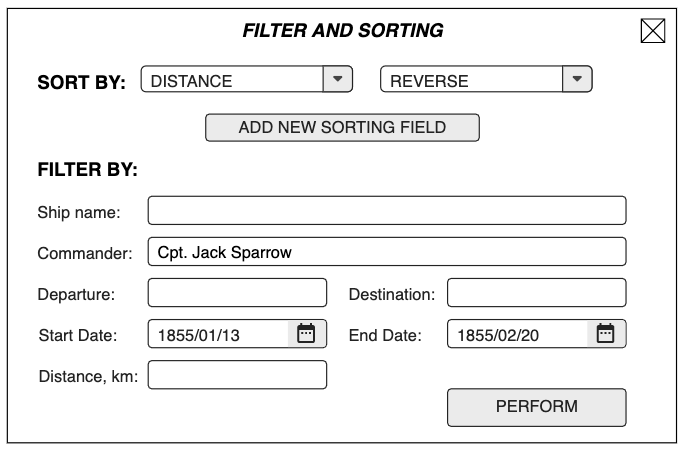 FILTER AND SORTING
SORT BY: DISTANCE REVERSE
ADD NEW SORTING FIELD
FILTER BY:
Ship name:
Commander: Cpt. Jack Sparrow
Departure: Destination:
Start Date: 1855/01/13 End Date: 1855/02/20
Distance, km:
PERFORM